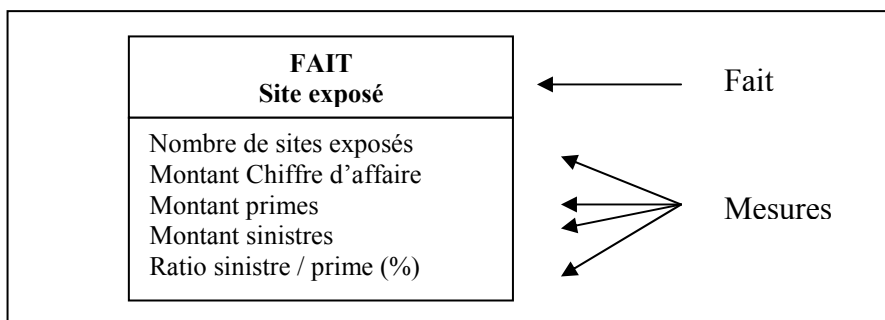 FAIT
Site exposé
Fait
Nombre de sites exposés
Montant Chiffre d’affaire
Montant primes
Montant sinistres
Ratio sinistre / prime (%)
Mesures